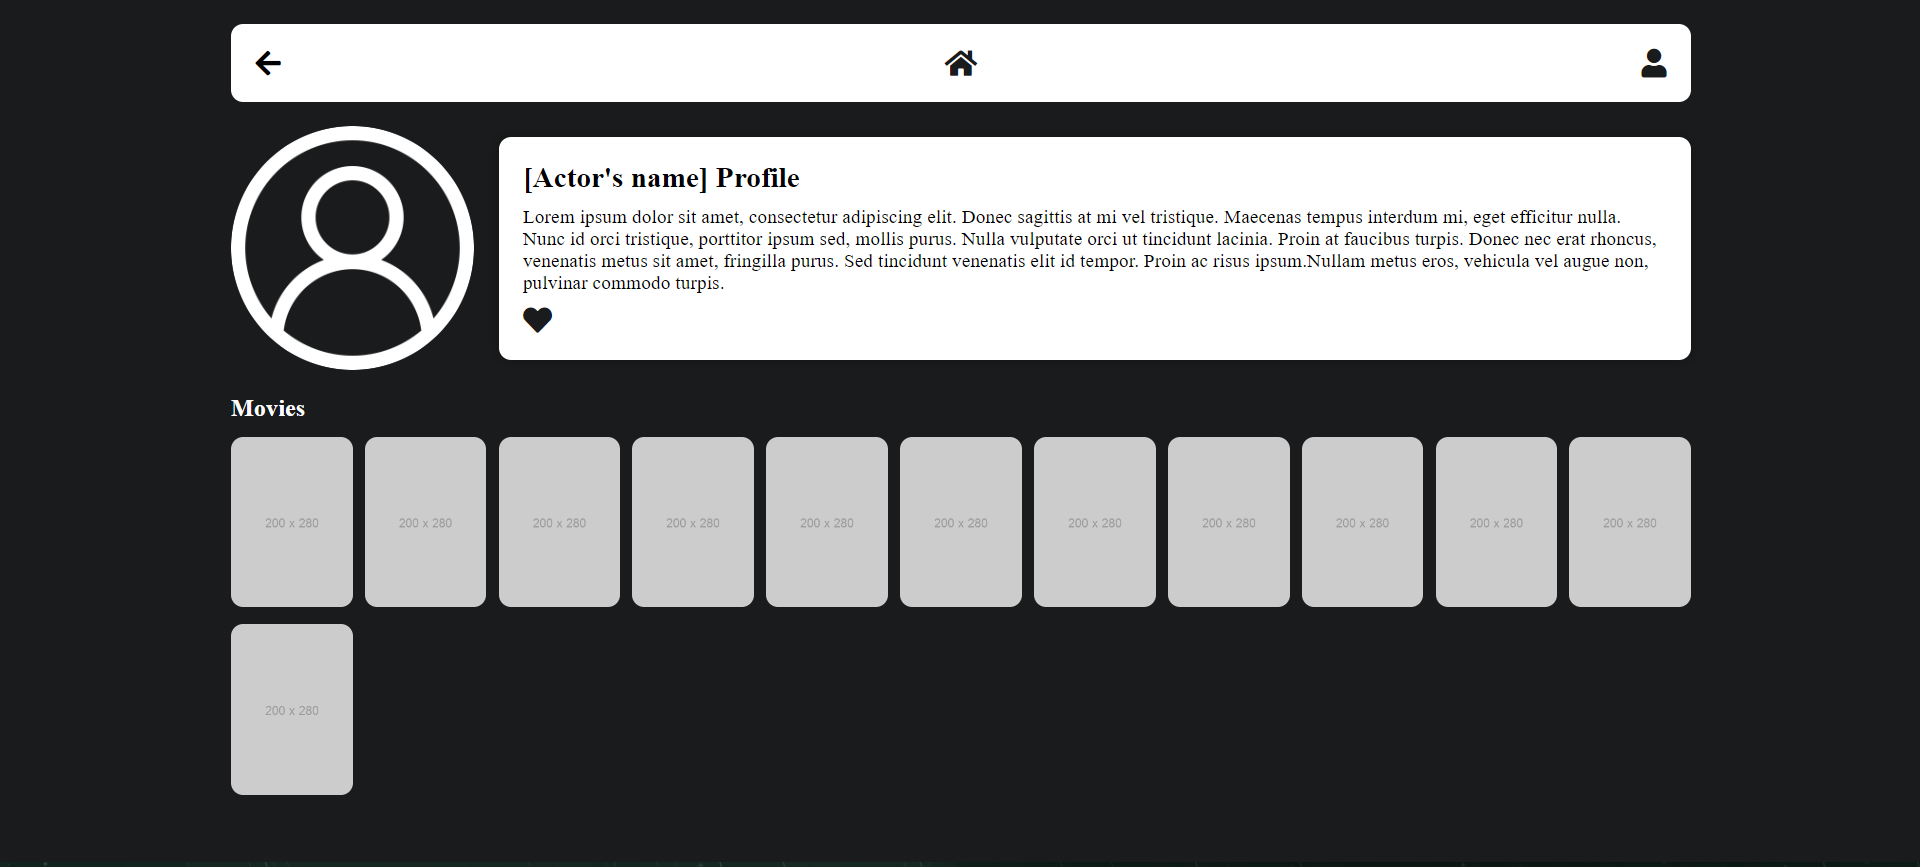 [Actor's name] Profile
Lorem ipsum dolor sit amet, consectetur adipiscing elit. Donec sagittis at mi vel tristique. Maecenas tempus interdum mi, eget efficitur nulla.
Nunc id orci tristique, porttitor ipsum sed, mollis purus. Nulla vulputate orci ut tincidunt lacinia. Proin at faucibus turpis. Donec nec erat rhoncus,
venenatis metus sit amet, fringilla purus. Sed tincidunt venenatis elit id tempor. Proin ac risus ipsum.Nullam metus eros, vehicula vel augue non,
pulvinar commodo turpis.
Movies
200 x 280
200 x 280
200 x 280
200 x 280
200 x 280
200 x 280
200 x 280
200 x 280
200 x 280
200 x 280
200 x 280
200 x 280